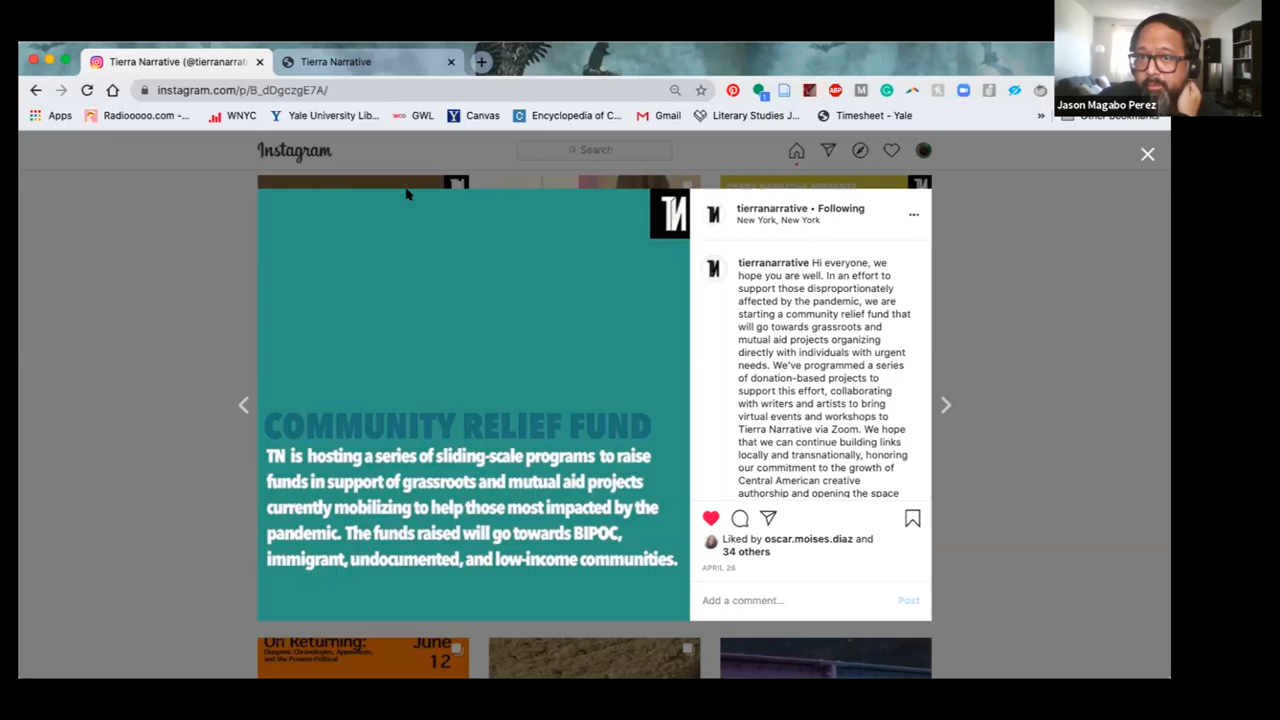 Jason Magabo Perez
Tierra Narrative (@tierranarrati
Tierra Narrative
instagram.com/p/B_dDgczgE7A/
Apps
Radiooooo.com -...
WNYC
Yale University Lib...
GWL
Canvas
Encyclopedia of C...
Gmail
Literary Studies J...
Timesheet - Yale
»
Other Bookmarks
Instagram
Search
TN
COMMUNITY RELIEF FUND
TN is hosting a series of sliding-scale programs to raise
funds in support of grassroots and mutual aid projects
currently mobilizing to help those most impacted by the
pandemic. The funds raised will go towards BIPOC,
immigrant, undocumented, and low-income communities.
tierranarrative • Following
New York, New York
tierranarrative Hi everyone, we
hope you are well. In an effort to
support those disproportionately
affected by the pandemic, we are
starting a community relief fund that
will go towards grassroots and
mutual aid projects organizing
directly with individuals with urgent
needs. We've programmed a series
of donation-based projects to
support this effort, collaborating
with writers and artists to bring
virtual events and workshops to
Tierra Narrative via Zoom. We hope
that we can continue building links
locally and transnationally, honoring
our commitment to the growth of
Central American creative
authorship and opening the space
Liked by oscar.moises.diaz and
34 others
APRIL 26
Add a comment...
Post
On Returning:
Diasporic Chronologies, Appendices,
and the Present-Political
June
12